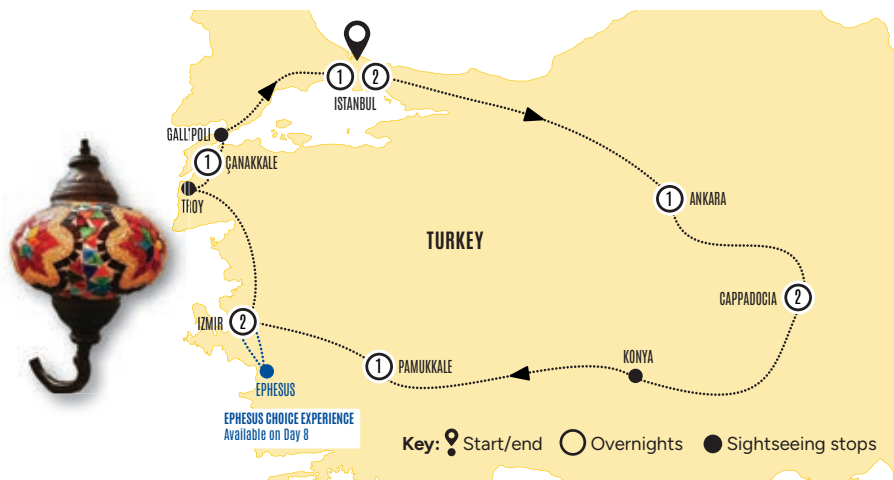 1
2
ISTANBUL
GALL'POLI
1
ÇANAKKALE
TROY
1
ANKARA
TURKEY
2
CAPPADOCIA
IZMIR
2
KONYA
1
PAMUKKALE
EPHESUS
EPHESUS CHOICE EXPERIENCE
Available on Day 8
Key: Start/end Overnights Sightseeing stops